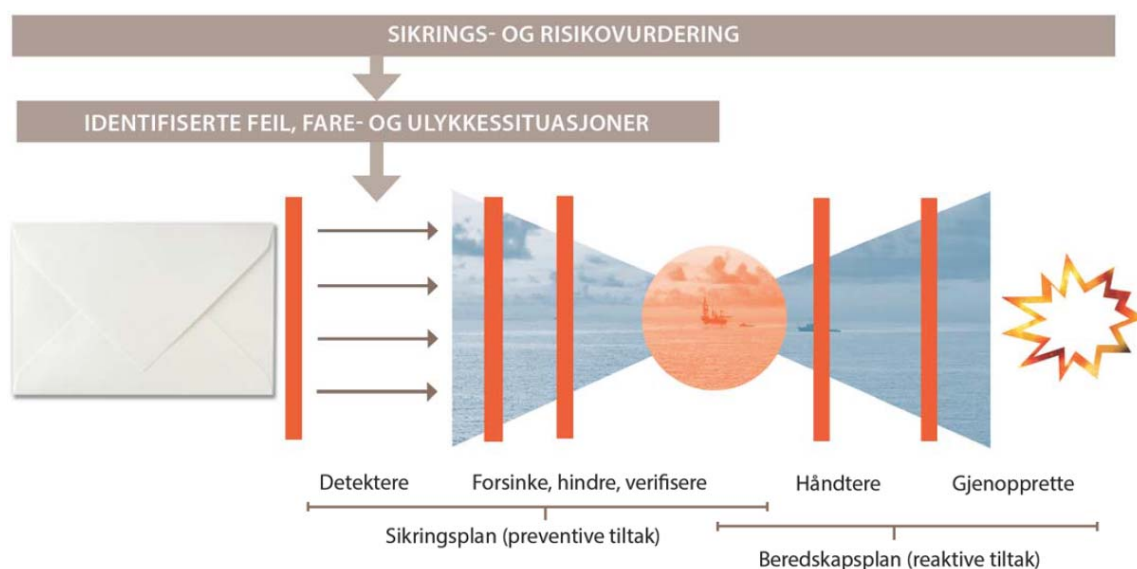 SIKRINGS- OG RISIKOVURDERING
IDENTIFISERTE FEIL, FARE- OG ULYKKESSITUASJONER
Detektere
Forsinke, hindre, verifisere
Håndtere
Gjenopprette
Sikringsplan (preventive tiltak)
Beredskapsplan (reaktive tiltak)